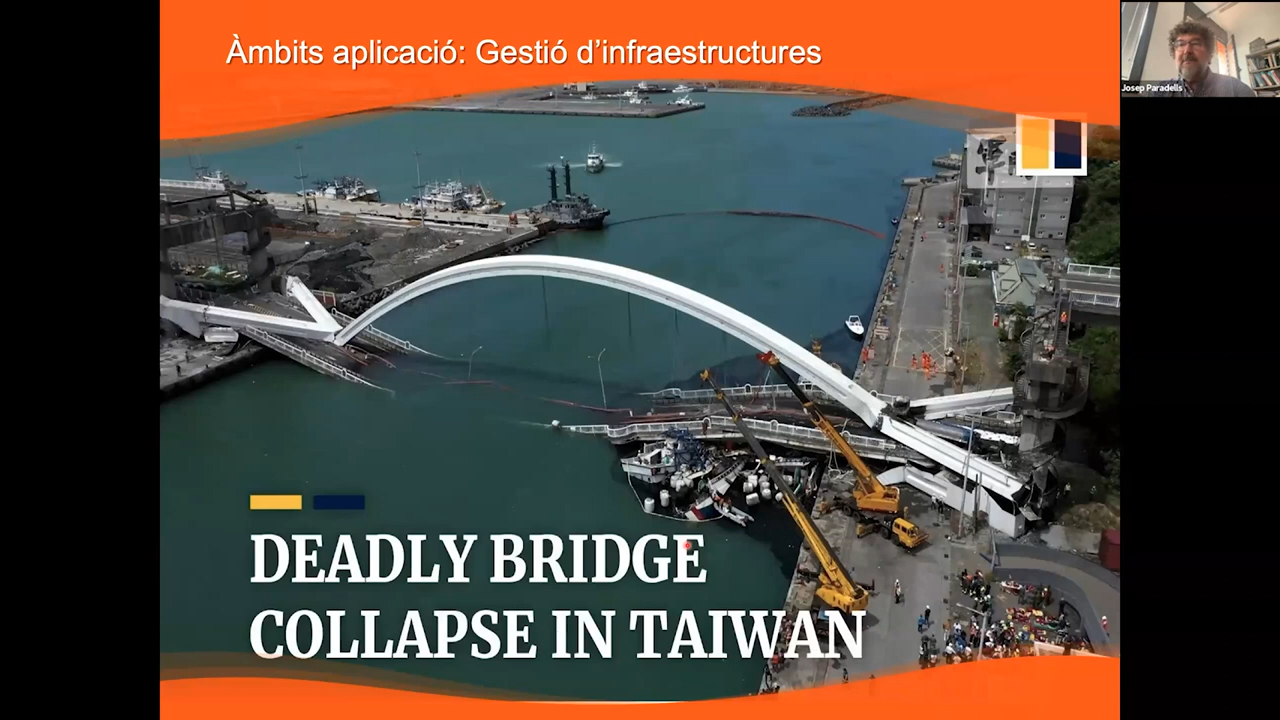 Àmbits aplicació: Gestió d’infraestructures
Josep Paradells
DEADLY BRIDGE
COLLAPSE IN TAIWAN